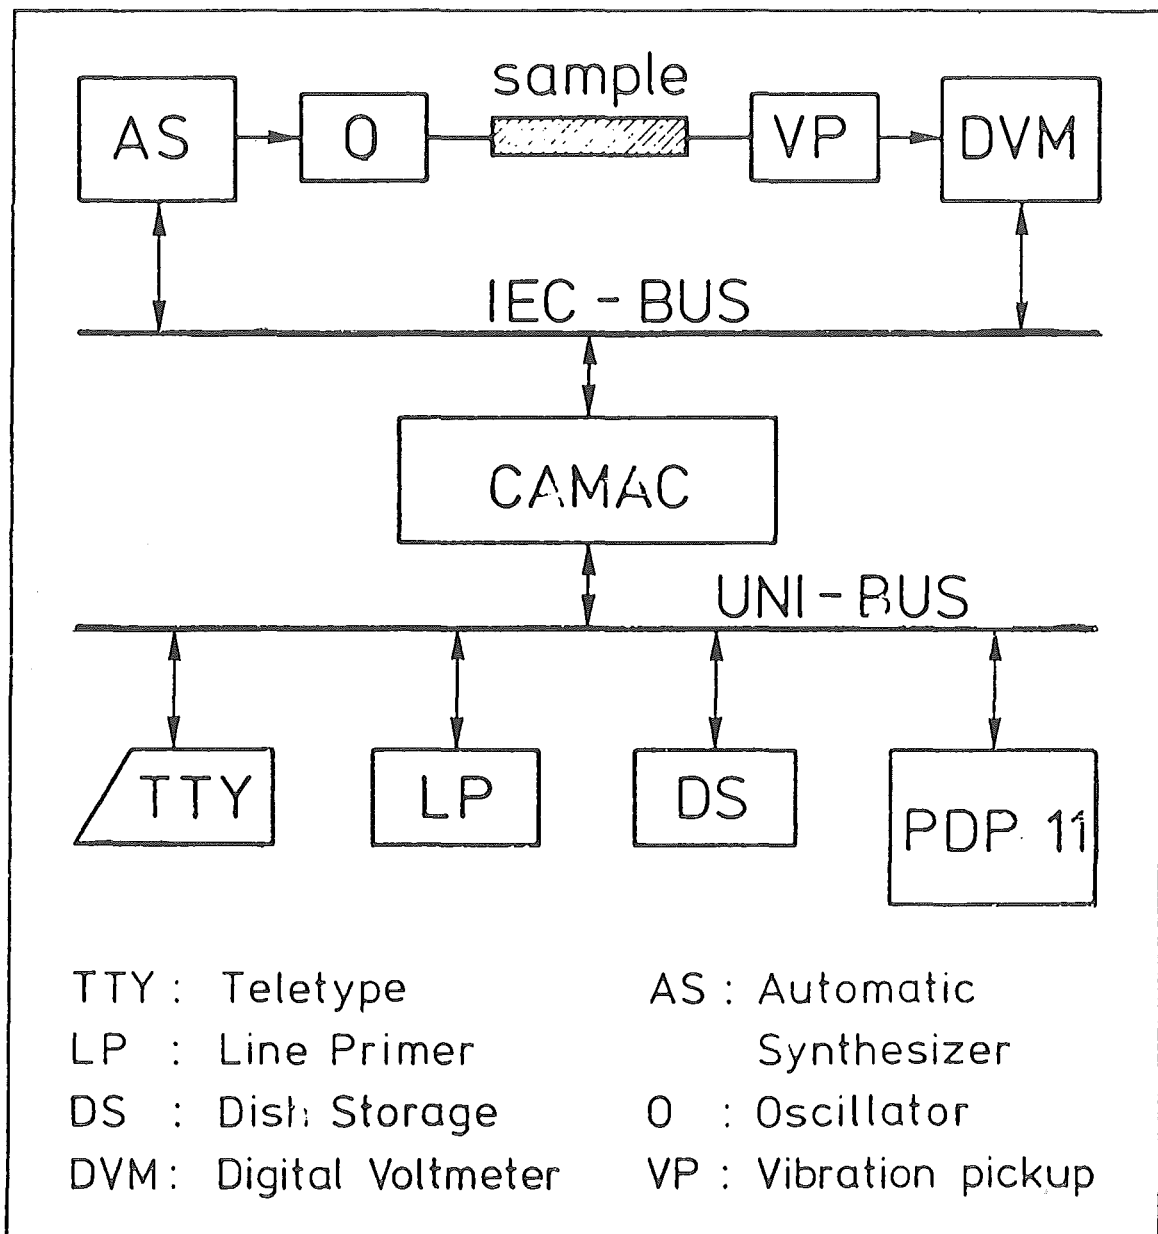 sample
AS O VP DVM
IEC - BUS
CAMAC
UNI - BUS
TTY LP DS PDP 11
TTY : Teletype
LP : Line Primer
DS : Dish Storage
DVM : Digital Voltmeter
AS : Automatic
Synthesizer
O : Oscillator
VP : Vibration pickup